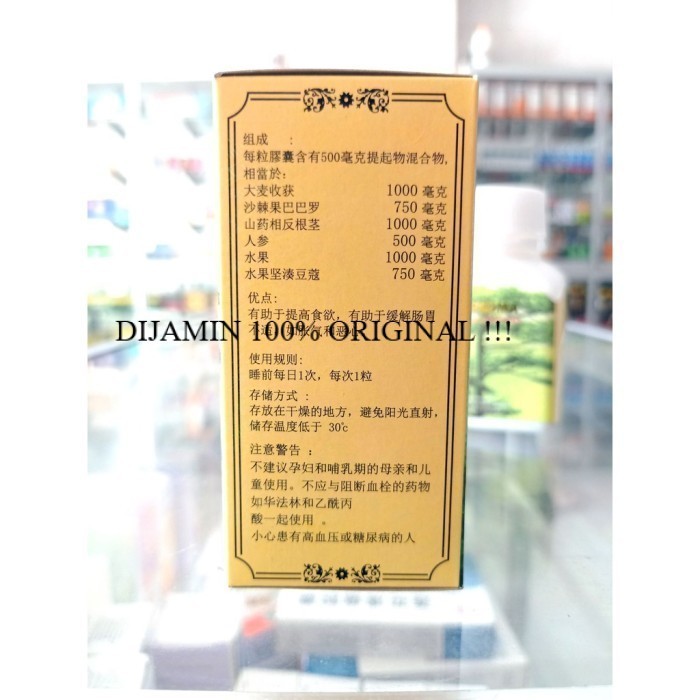 组成 :
每粒膠囊含有500毫克提起物混合物,
相當於:
大麦收获 1000 毫克
沙棘果巴巴罗 750 毫克
山药相反根茎 1000 毫克
人参 500 毫克
水果 1000 毫克
水果坚凑豆蔻 750 毫克
优点:
有助于提高食欲，有助于缓解肠胃
DIJAMIN 100% ORIGINAL !!!
使用规则:
睡前每日1次，每次1粒
存储方式 :
存放在干燥的地方，避免阳光直射，
储存温度低于 30℃
注意警告 :
不建议孕妇和哺乳期的母亲和儿
童使用。不应与阻断血栓的药物
如华法林和乙酰丙
酸一起使用 。
小心患有高血压或糖尿病的人